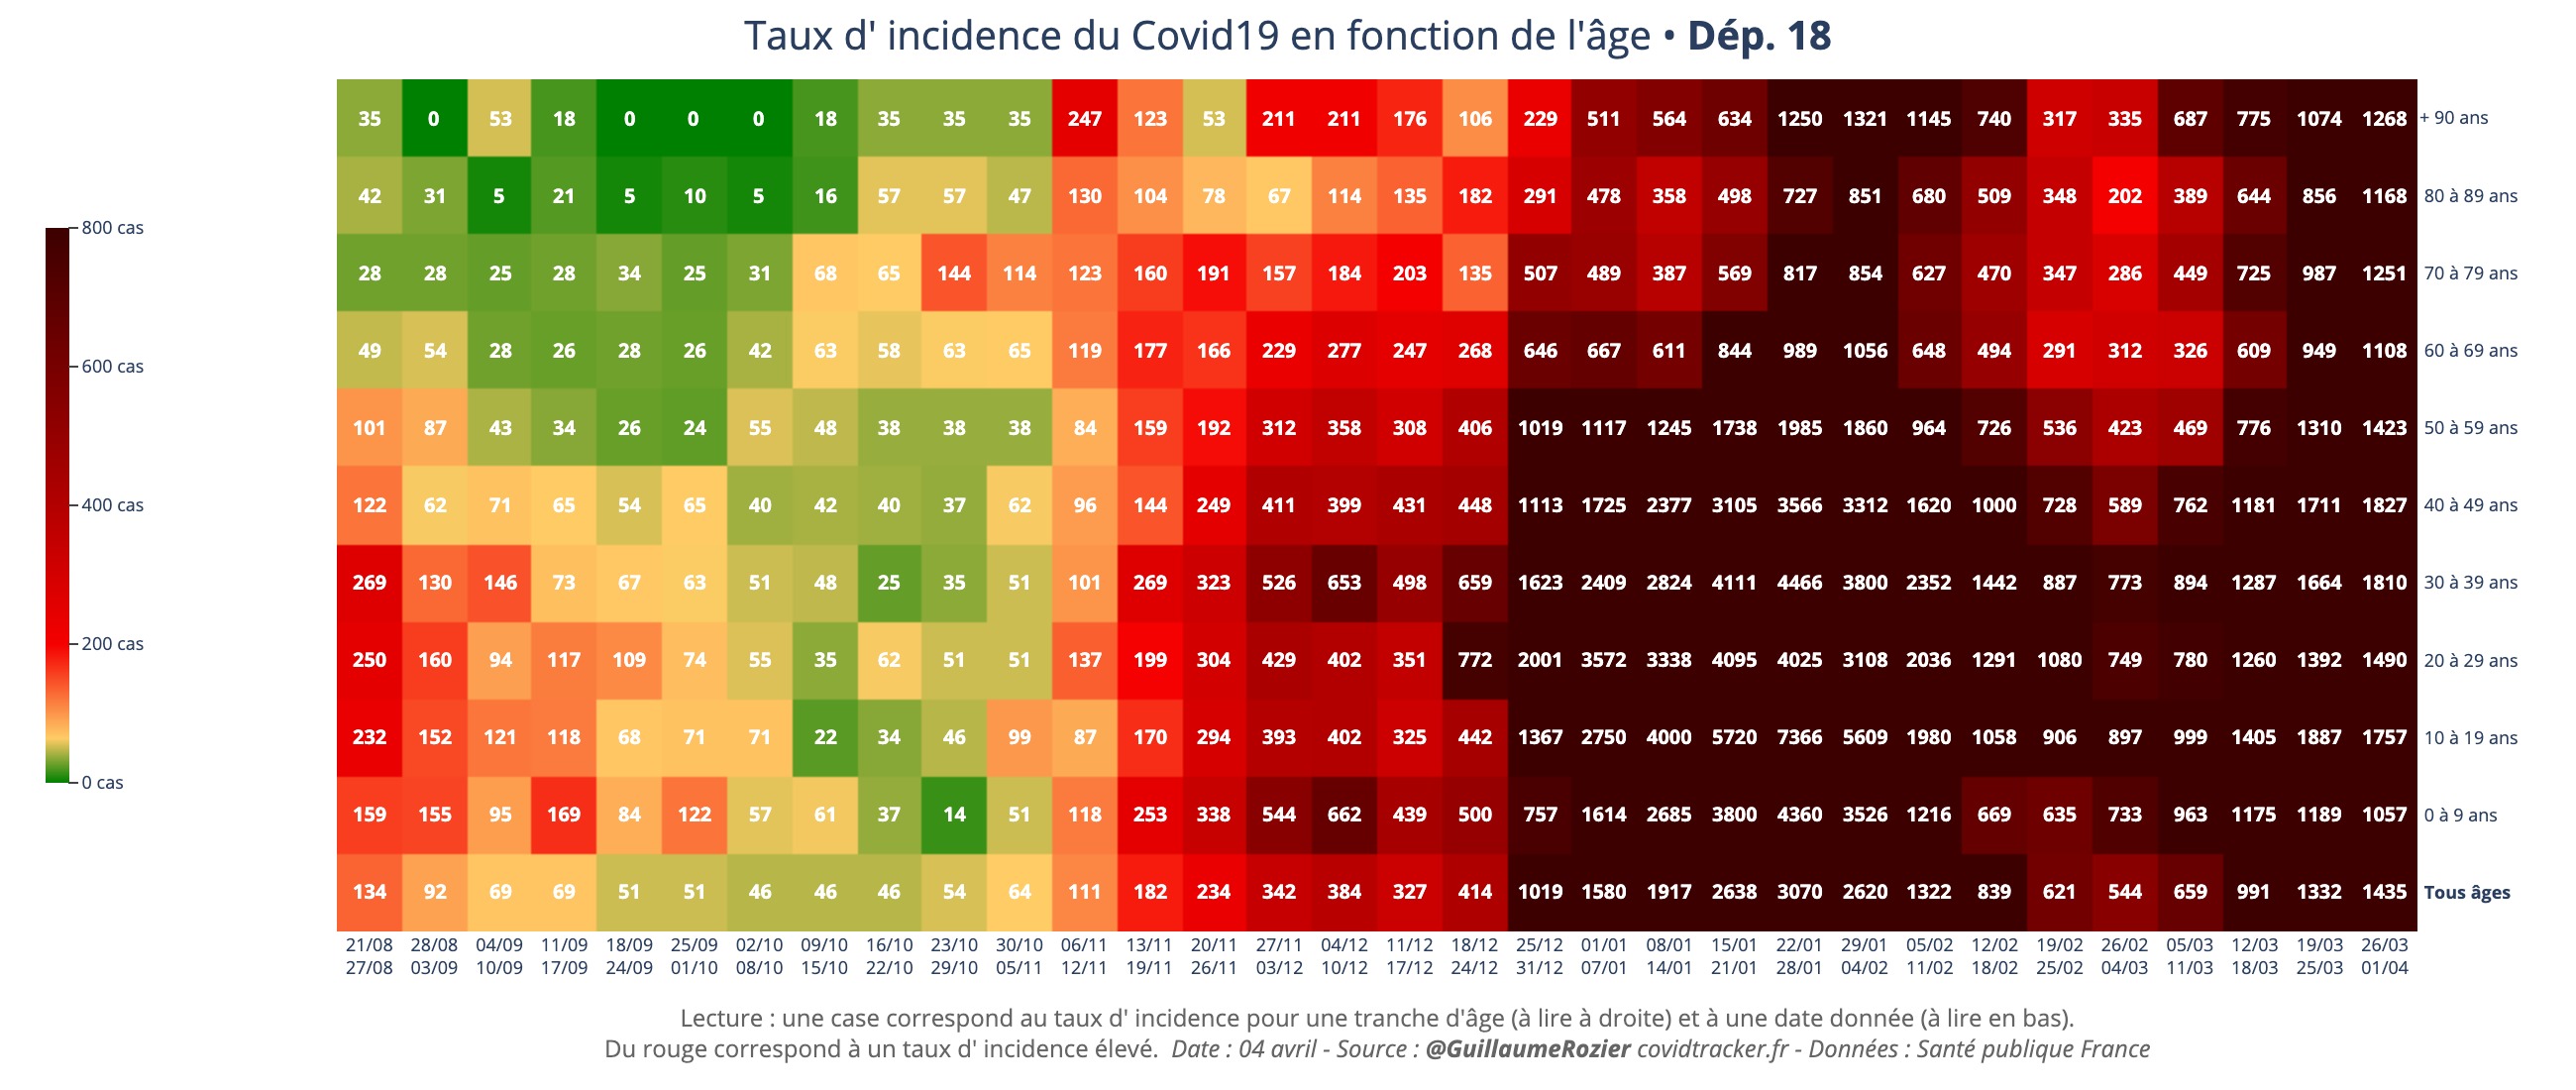 Taux d' incidence du Covid19 en fonction de l'âge • Dép. 18
35 0 53 18 0 0 0 18 35 35 35 247 123 53 211 211 176 106 229 511 564 634 1250 1321 1145 740 317 335 687 775 1074 1268 + 90 ans
42 31 5 21 5 10 5 16 57 57 47 130 104 78 67 114 135 182 291 478 358 498 727 851 680 509 348 202 389 644 856 1168 80 à 89 ans
800 cas
28 28 25 28 34 25 31 68 65 144 114 123 160 191 157 184 203 135 507 489 387 569 817 854 627 470 347 286 449 725 987 1251 70 à 79 ans
49 54 28 26 28 26 42 63 58 63 65 119 177 166 229 277 247 268 646 667 611 844 989 1056 648 494 291 312 326 609 949 1108 60 à 69 ans
600 cas
101 87 43 34 26 24 55 48 38 38 38 84 159 192 312 358 308 406 1019 1117 1245 1738 1985 1860 964 726 536 423 469 776 1310 1423 50 à 59 ans
400 cas
122 62 71 65 54 65 40 42 40 37 62 96 144 249 411 399 431 448 1113 1725 2377 3105 3566 3312 1620 1000 728 589 762 1181 1711 1827 40 à 49 ans
269 130 146 73 67 63 51 48 25 35 51 101 269 323 526 653 498 659 1623 2409 2824 4111 4466 3800 2352 1442 887 773 894 1287 1664 1810 30 à 39 ans
200 cas
250 160 94 117 109 74 55 35 62 51 51 137 199 304 429 402 351 772 2001 3572 3338 4095 4025 3108 2036 1291 1080 749 780 1260 1392 1490 20 à 29 ans
232 152 121 118 68 71 71 22 34 46 99 87 170 294 393 402 325 442 1367 2750 4000 5720 7366 5609 1980 1058 906 897 999 1405 1887 1757 10 à 19 ans
0 cas
159 155 95 169 84 122 57 61 37 14 51 118 253 338 544 662 439 500 757 1614 2685 3800 4360 3526 1216 669 635 733 963 1175 1189 1057 0 à 9 ans
134 92 69 69 51 51 46 46 46 54 64 111 182 234 342 384 327 414 1019 1580 1917 2638 3070 2620 1322 839 621 544 659 991 1332 1435 Tous âges
21/08 28/08 04/09 11/09 18/09 25/09 02/10 09/10 16/10 23/10 30/10 06/11 13/11 20/11 27/11 04/12 11/12 18/12 25/12 01/01 08/01 15/01 22/01 29/01 05/02 12/02 19/02 26/02 05/03 12/03 19/03 26/03
27/08 03/09 10/09 17/09 24/09 01/10 08/10 15/10 22/10 29/10 05/11 12/11 19/11 26/11 03/12 10/12 17/12 24/12 31/12 07/01 14/01 21/01 28/01 04/02 11/02 18/02 25/02 04/03 11/03 18/03 25/03 01/04
Lecture : une case correspond au taux d' incidence pour une tranche d'âge (à lire à droite) et à une date donnée (à lire en bas).
Du rouge correspond à un taux d' incidence élevé. Date : 04 avril - Source : @GuillaumeRozier covidtracker.fr - Données : Santé publique France